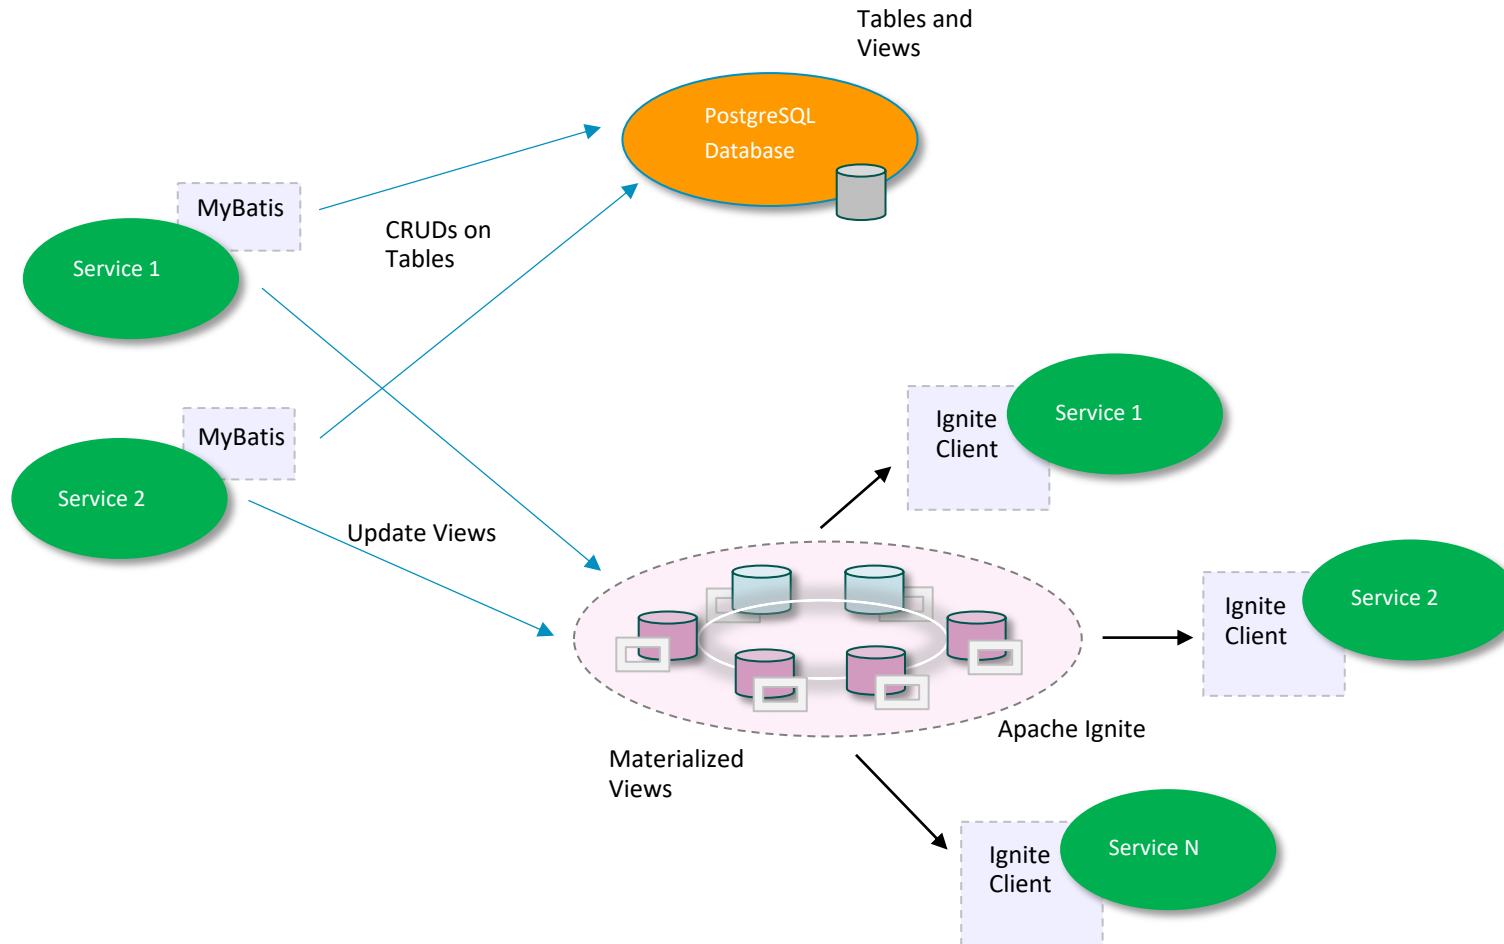 Tables and
Views
PostgreSQL
Database
MyBatis
CRUDs on
Tables
Service 1
Ignite
Client
Service 1
MyBatis
Service 2
Update Views
Ignite
Client
Service 2
Apache Ignite
Materialized
Views
Ignite
Client
Service N